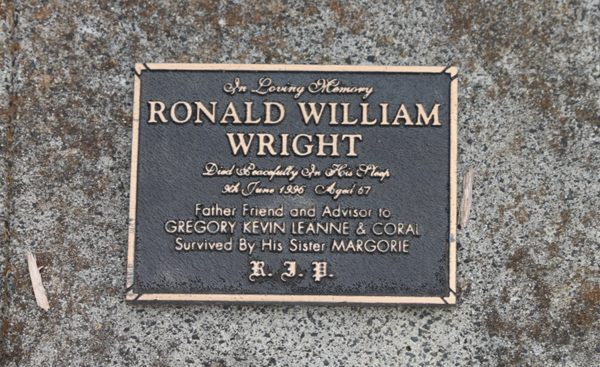 In Loving Memory
RONALD WILLIAM
WRIGHT
Died Peacefully In His Sleep
9th June 1996 Aged 67
Father Friend and Advisor to
GREGORY KEVIN LEANNE & CORAL
Survived By His Sister MARGORIE
R. I. P.